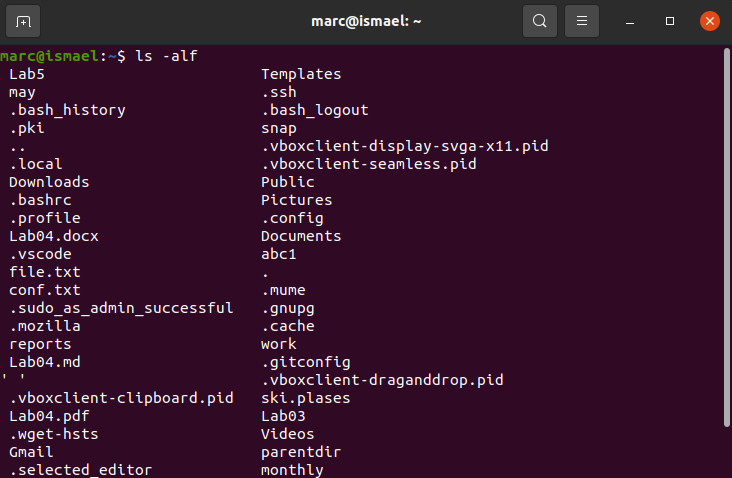 marc@ismael: ~
marc@ismael:~$ ls -alf
Lab5 Templates
may .ssh
.bash_history .bash_logout
.pki snap
.. .vboxclient-display-svga-x11.pid
.local .vboxclient-seamless.pid
Downloads Public
.bashrc Pictures
.profile .config
Lab04.docx Documents
.vscode abc1
file.txt .
conf.txt .mume
.sudo_as_admin_successful .gnupg
.mozilla .cache
reports work
Lab04.md .gitconfig
' ' .vboxclient-draganddrop.pid
.vboxclient-clipboard.pid ski.plases
Lab04.pdf Lab03
.wget-hsts Videos
Gmail parentdir
.selected_editor monthly